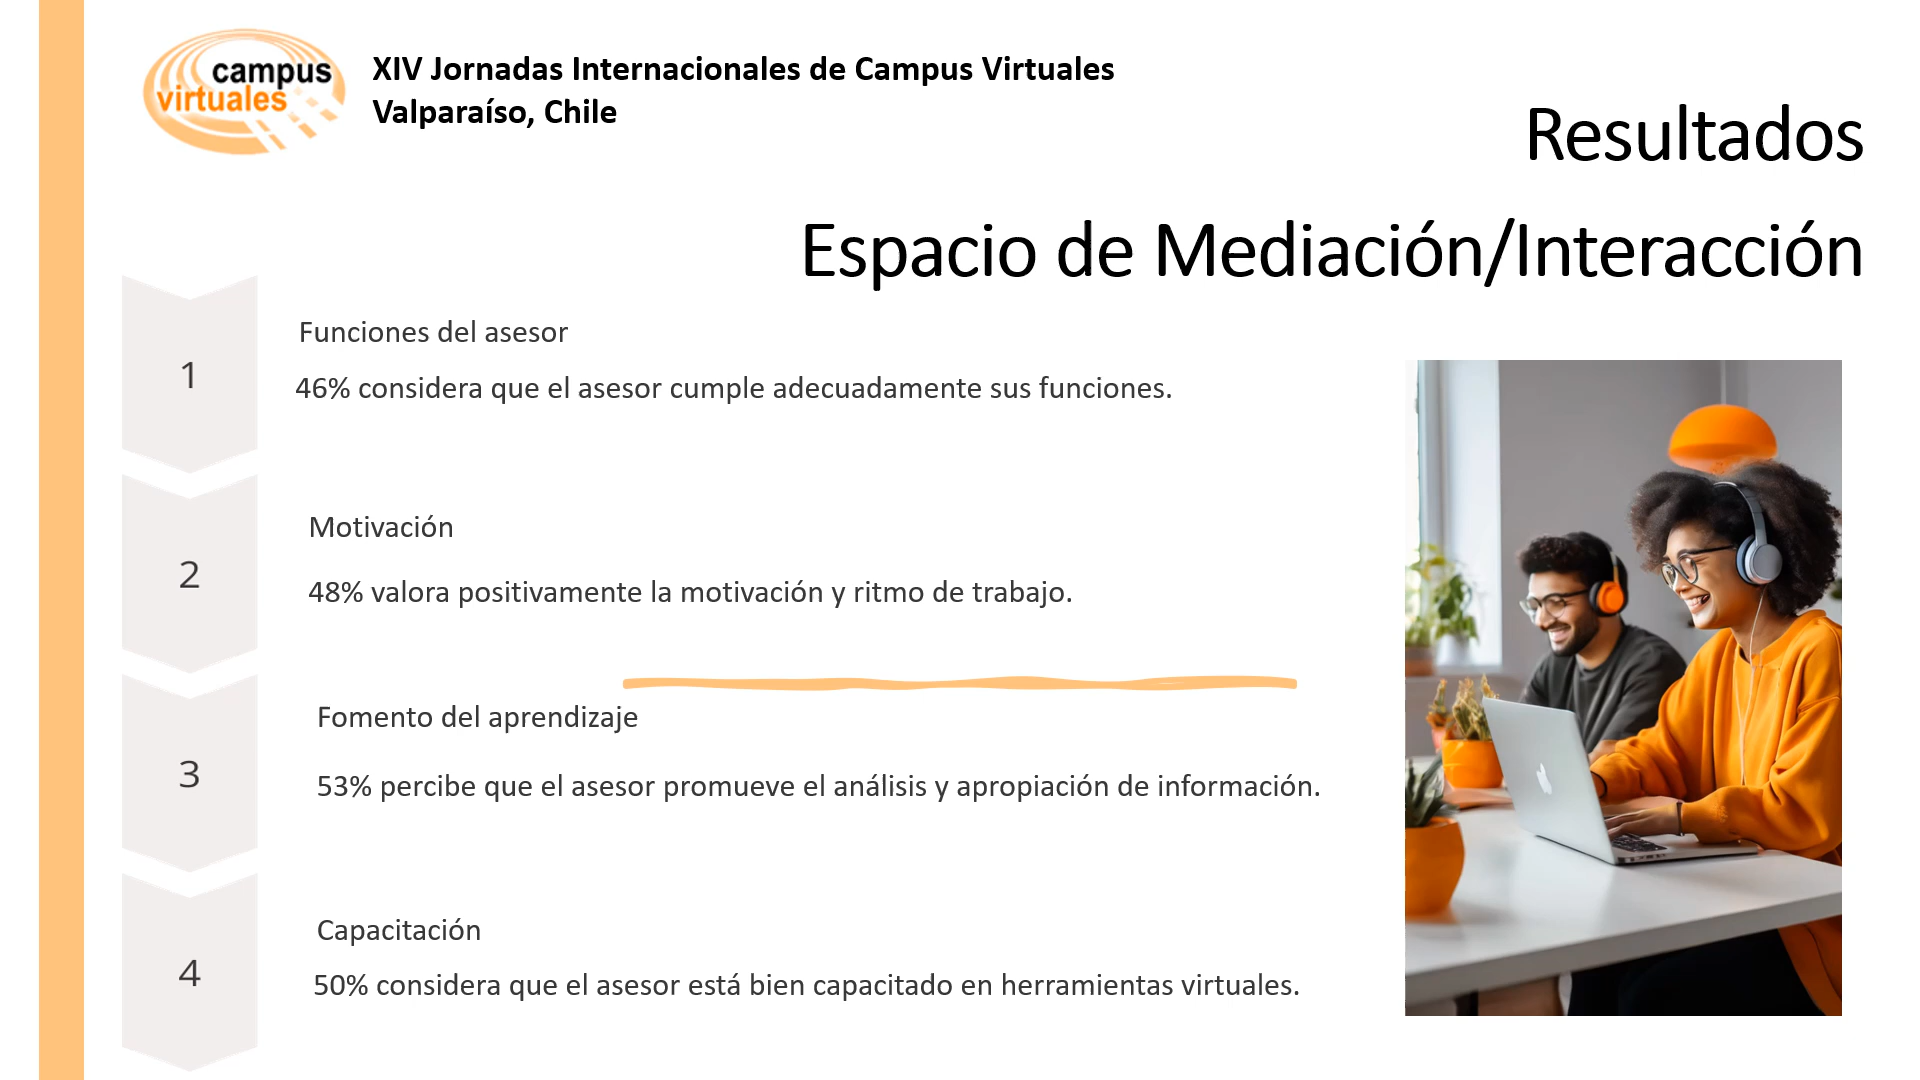 campus
virtuales
XIV Jornadas Internacionales de Campus Virtuales
Valparaíso, Chile
Resultados
Espacio de Mediación/Interacción
1
Funciones del asesor
46% considera que el asesor cumple adecuadamente sus funciones.
2
Motivación
48% valora positivamente la motivación y ritmo de trabajo.
3
Fomento del aprendizaje
53% percibe que el asesor promueve el análisis y apropiación de información.
4
Capacitación
50% considera que el asesor está bien capacitado en herramientas virtuales.